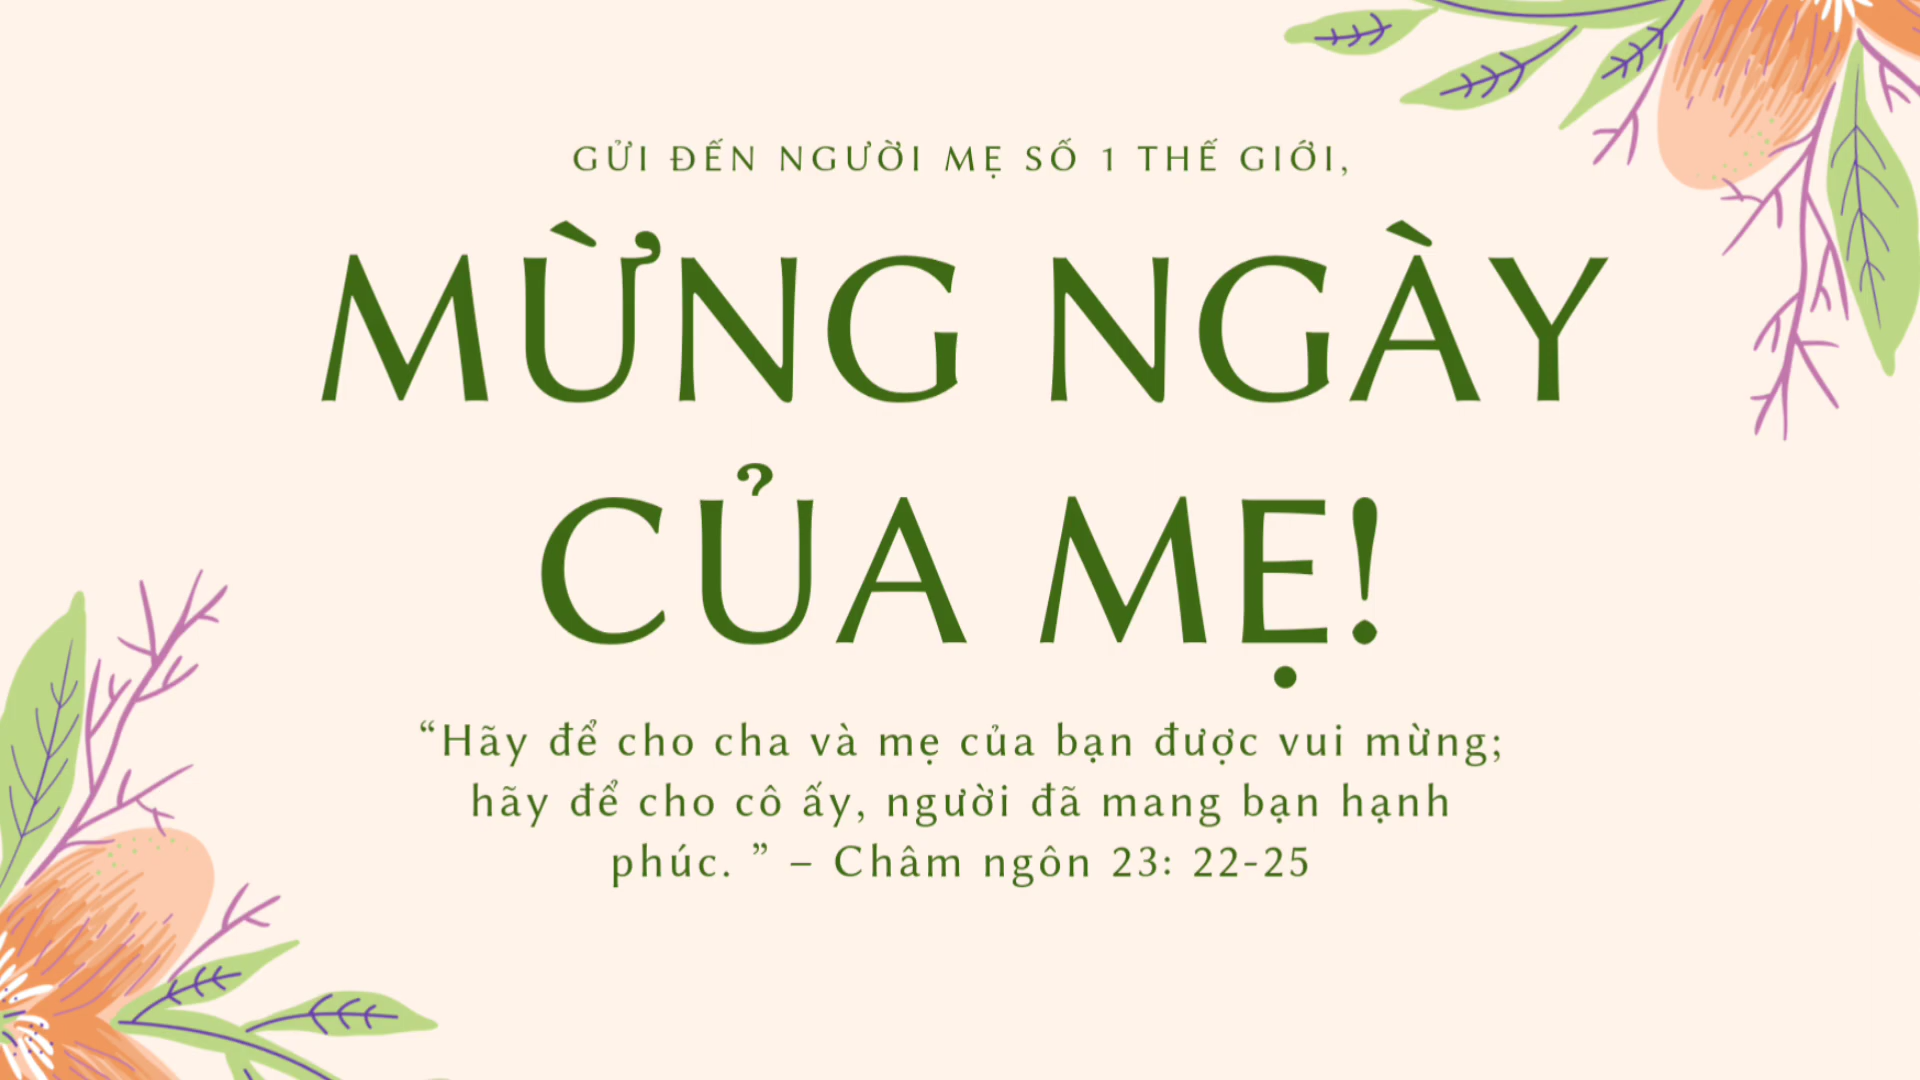 GỬI ĐẾN NGƯỜI MẸ SỐ 1 THẾ GIỚI,
MỪNG NGÀY
CỦA MẸ!
“Hãy để cho cha và mẹ của bạn được vui mừng;
hãy để cho cô ấy, người đã mang bạn hạnh
phúc. ” – Châm ngôn 23: 22-25